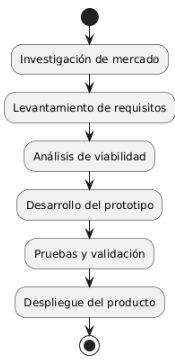 Investigación de mercado
Levantamiento de requisitos
Análisis de viabilidad
Desarrollo del prototipo
Pruebas y validación
Despliegue del producto